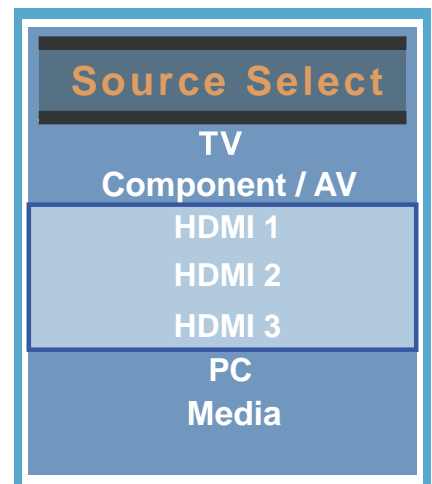 Source Select
TV
Component / AV
HDMI 1
HDMI 2
HDMI 3
PC
Media